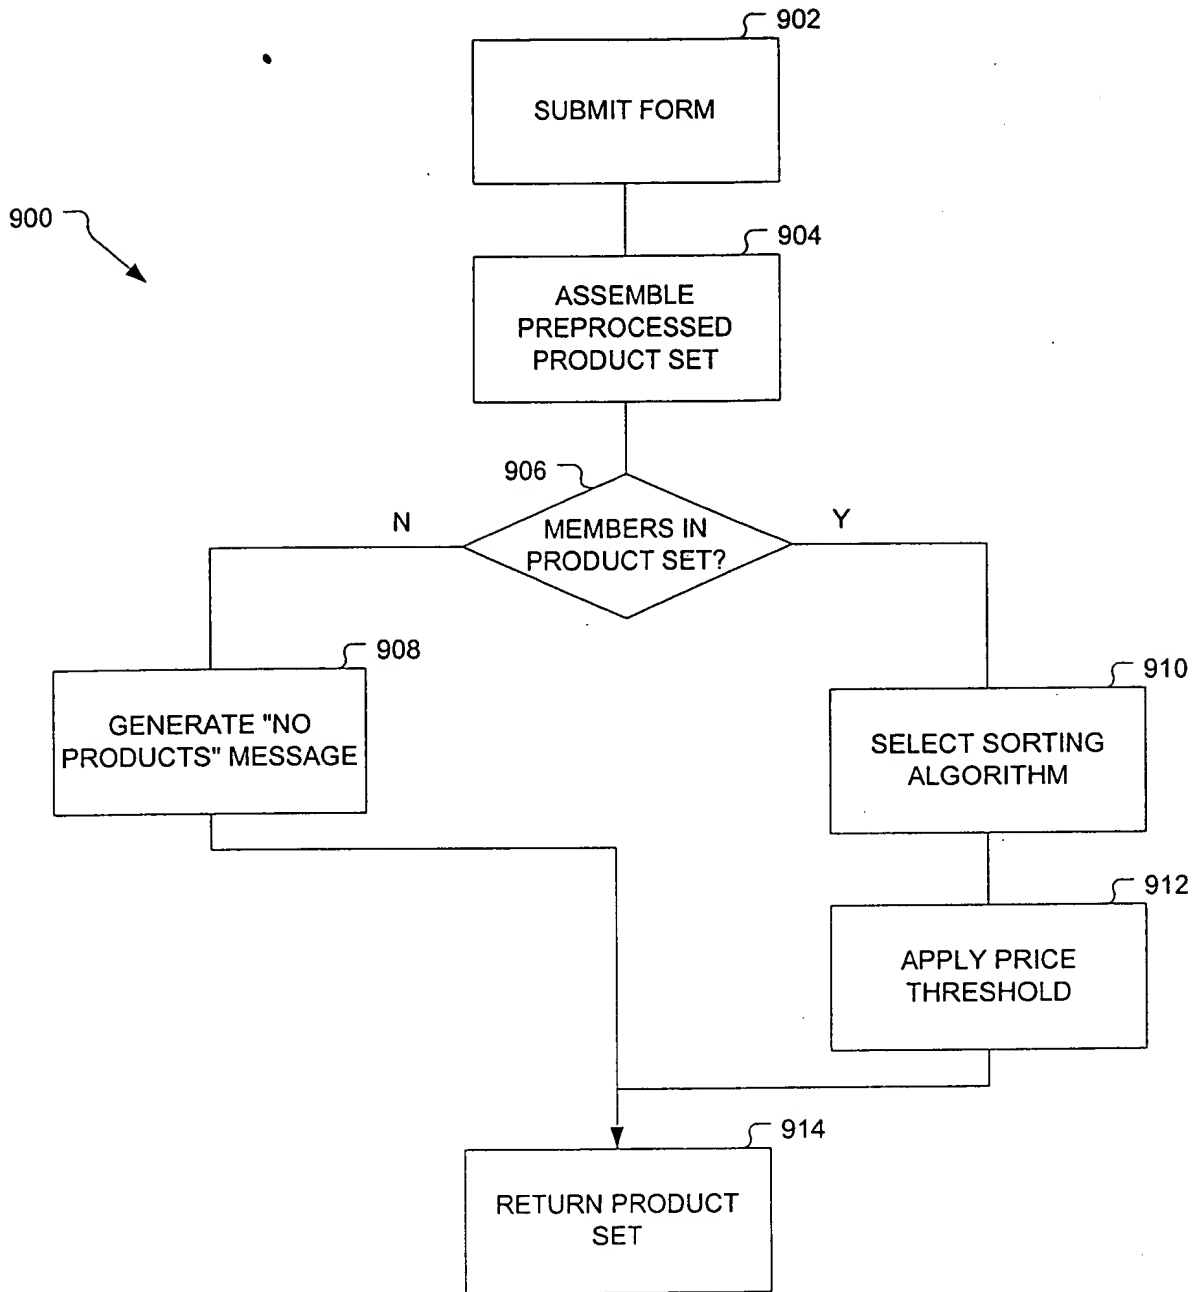 902
SUBMIT FORM
900
904
ASSEMBLE
PREPROCESSED
PRODUCT SET
906
N
MEMBERS IN
PRODUCT SET?
Y
908
GENERATE "NO
PRODUCTS" MESSAGE
910
SELECT SORTING
ALGORITHM
912
APPLY PRICE
THRESHOLD
914
RETURN PRODUCT
SET